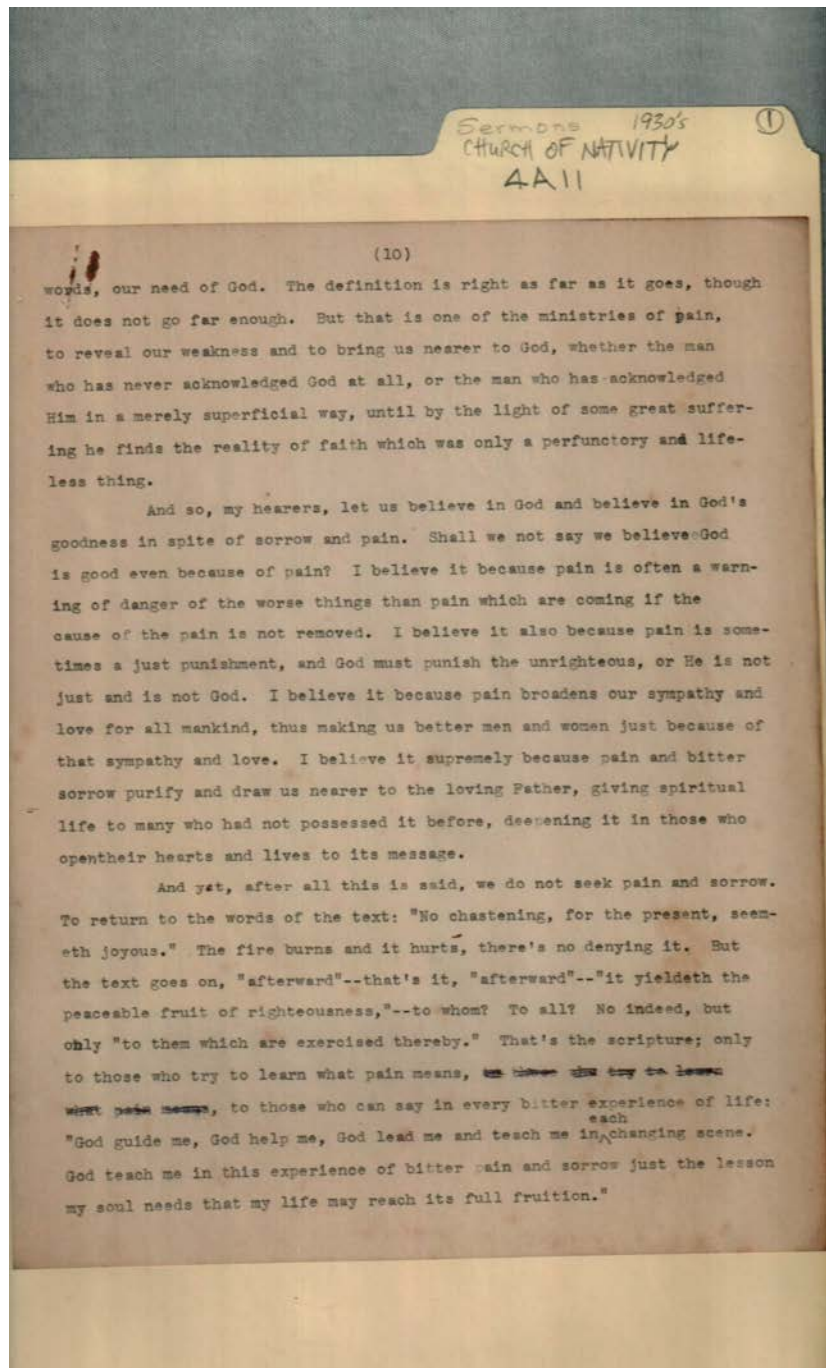 Sermons 1930's ①
CHURCH OF NATIVITY
4A11
(10)
words, our need of God. The definition is right as far as it goes, though
it does not go far enough. But that is one of the ministries of pain,
to reveal our weakness and to bring us nearer to God, whether the man
who has never acknowledged God at all, or the man who has acknowledged
Him in a merely superficial way, until by the light of some great suffer-
ing he finds the reality of faith which was only a perfunctory and life-
less thing.
And so, my hearers, let us believe in God and believe in God's
goodness in spite of sorrow and pain. Shall we not say we believe God
is good even because of pain? I believe it because pain is often a warn-
ing of danger of the worse things than pain which are coming if the
cause of the pain is not removed. I believe it also because pain is some-
times a just punishment, and God must punish the unrighteous, or He is not
just and is not God. I believe it because pain broadens our sympathy and
love for all mankind, thus making us better men and women just because of
that sympathy and love. I believe it supremely because pain and bitter
sorrow purify and draw us nearer to the loving Father, giving spiritual
life to many who had not possessed it before, deepening it in those who
opentheir hearts and lives to its message.
And yet, after all this is said, we do not seek pain and sorrow.
To return to the words of the text: "No chastening, for the present, seem-
eth joyous." The fire burns and it hurts, there's no denying it. But
the text goes on, "afterward"--that's it, "afterward"--"it yieldeth the
peaceable fruit of righteousness,"--to whom? To all? No indeed, but
only "to them which are exercised thereby." That's the scripture; only
to those who try to learn what pain means, to those who try to learn
what pain means, to those who can say in every bitter experience of life:
each
"God guide me, God help me, God lead me and teach me in^changing scene.
God teach me in this experience of bitter pain and sorrow just the lesson
my soul needs that my life may reach its full fruition."